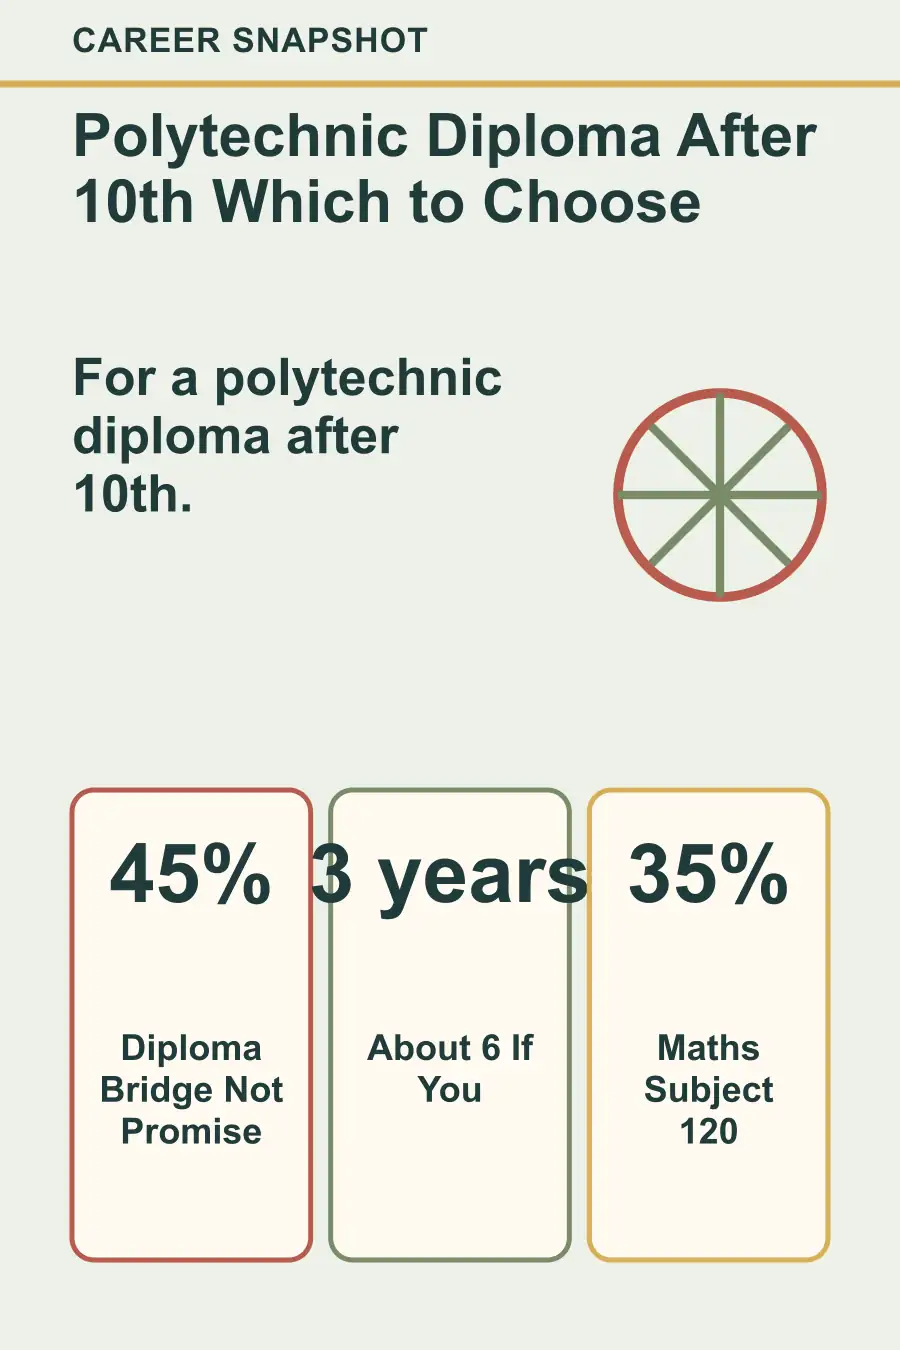 CAREER SNAPSHOT
Polytechnic Diploma After
10th Which to Choose
For a polytechnic
diploma after
10th.
45%
3 years
35%
Diploma
Bridge Not
Promise
About 6 If
You
Maths
Subject
120